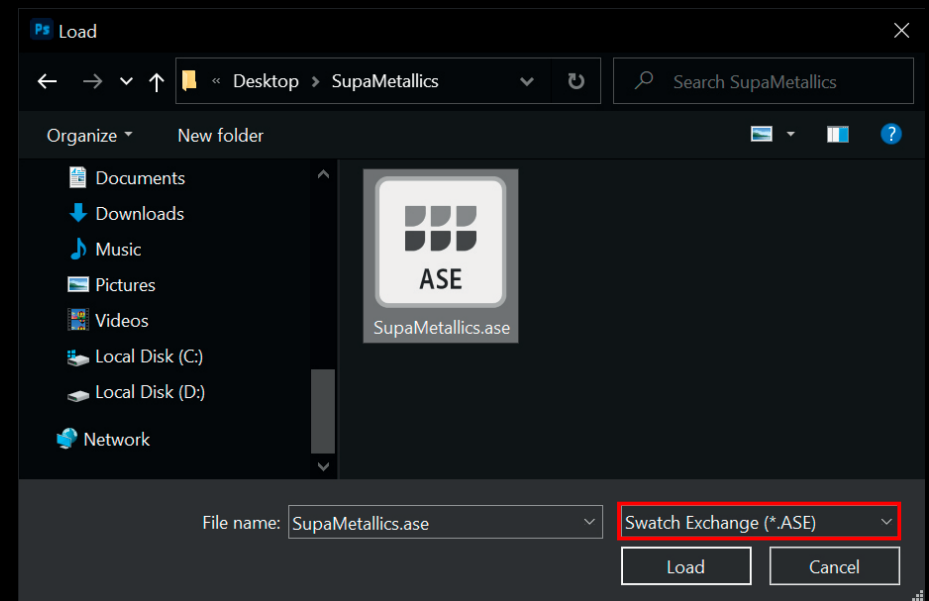 Ps Load
« Desktop > SupaMetallics
Search SupaMetallics
Organize
New folder
?
Documents
Downloads
Music
Pictures
Videos
Local Disk (C:)
Local Disk (D:)
Network
ASE
SupaMetallics.ase
File name: SupaMetallics.ase
Swatch Exchange (*.ASE)
Load
Cancel